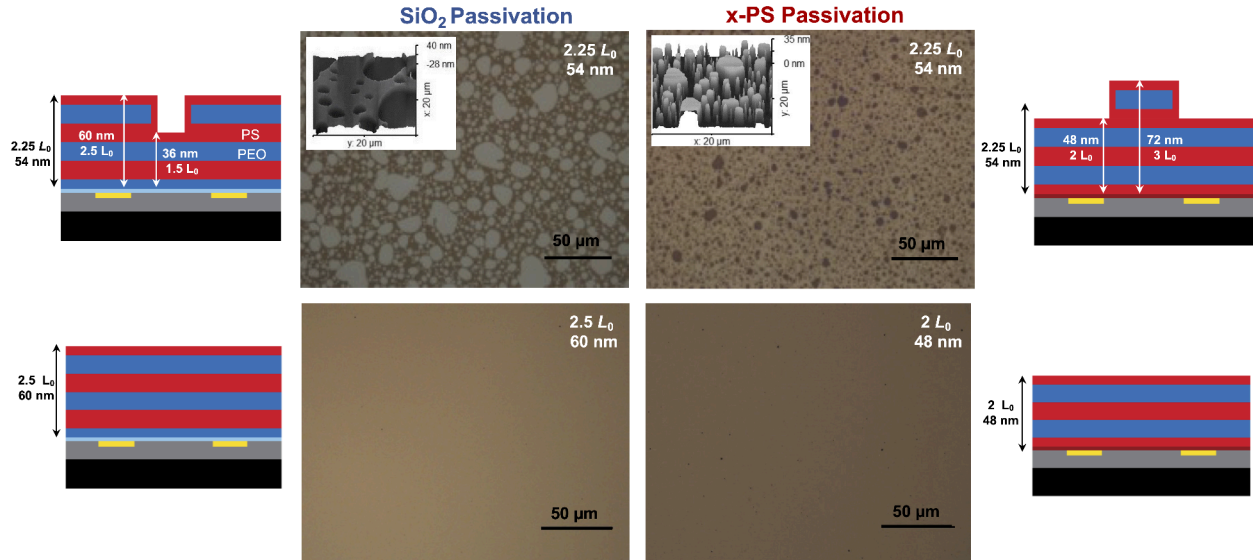 SiO2 Passivation
x-PS Passivation
40 nm
-28 nm
x: 20 µm
y: 20 µm
2.25 L0
54 nm
50 µm
35 nm
0 nm
y: 20 µm
x: 20 µm
2.25 L0
54 nm
50 µm
2.25 L0
54 nm
60 nm
2.5 L0
36 nm
1.5 L0
PS
PEO
2.25 L0
54 nm
48 nm
2 L0
72 nm
3 L0
2.5 L0
60 nm
50 µm
2 L0
48 nm
50 µm
2.5 L0
60 nm
2 L0
48 nm